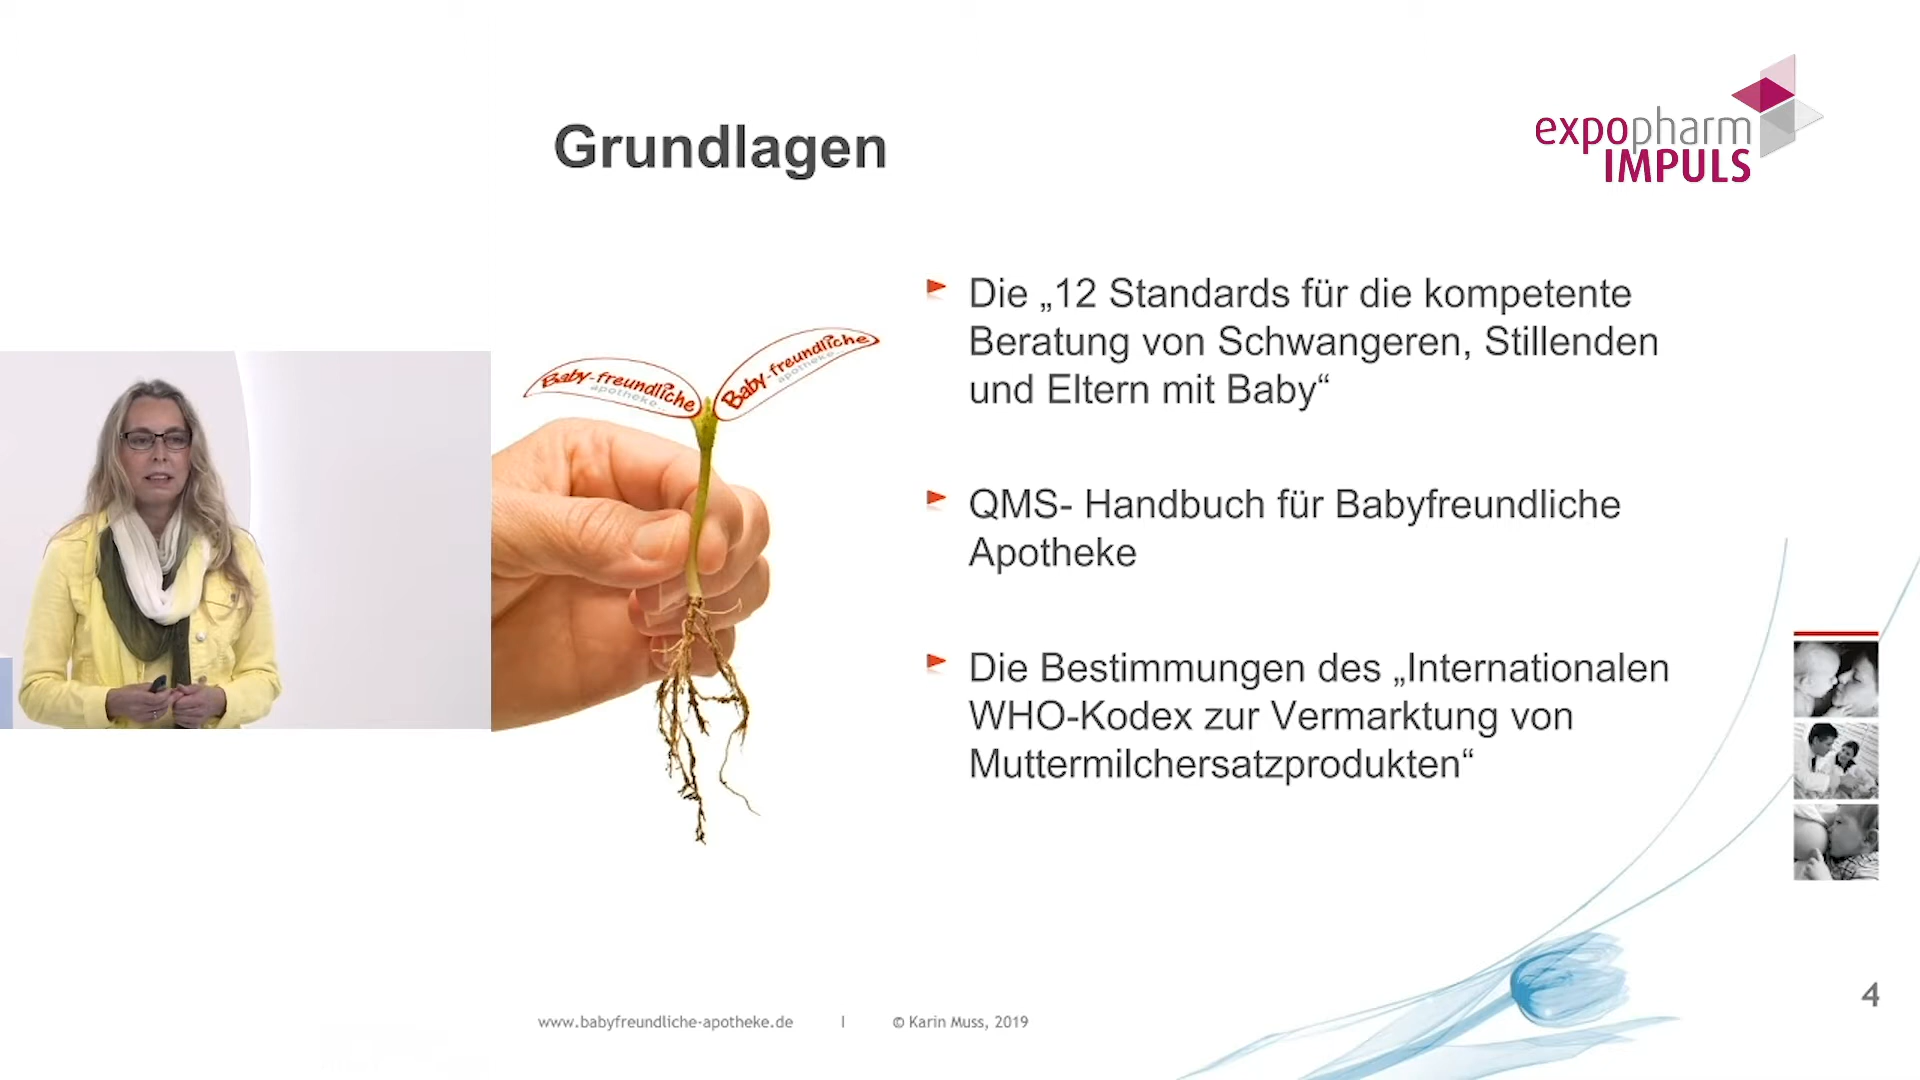 expopharm
IMPULS
Grundlagen
Baby-freundliche
apotheke...
Baby-freundliche
apotheke...
Die „12 Standards für die kompetente
Beratung von Schwangeren, Stillenden
und Eltern mit Baby“
QMS- Handbuch für Babyfreundliche
Apotheke
Die Bestimmungen des „Internationalen
WHO-Kodex zur Vermarktung von
Muttermilchersatzprodukten“
www.babyfreundliche-apotheke.de | © Karin Muss, 2019
4